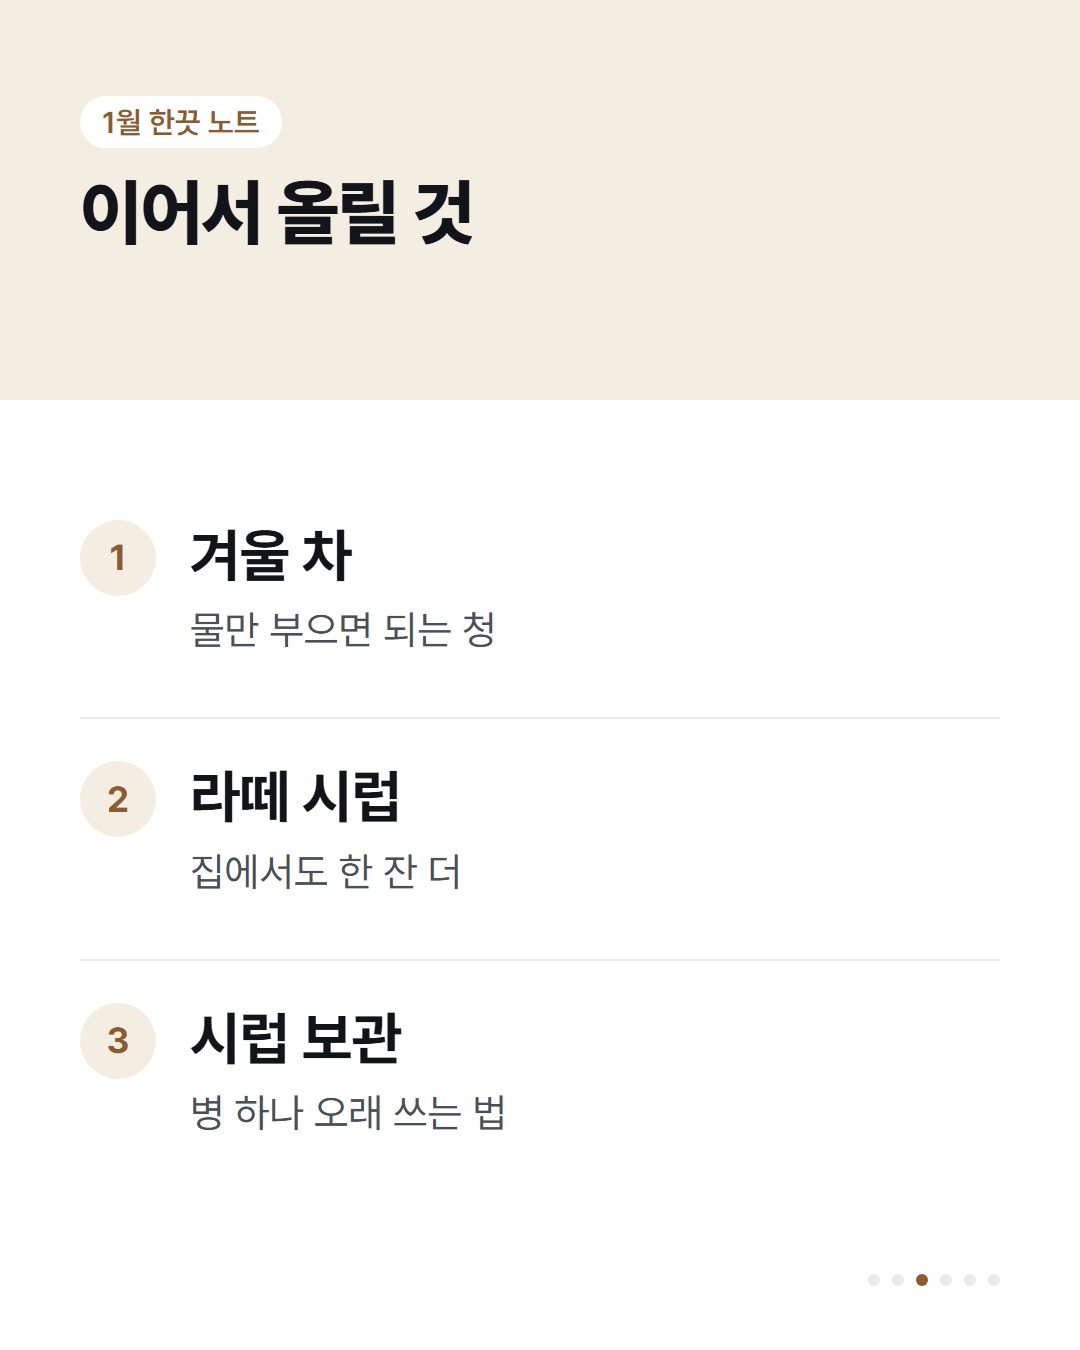 1월 한끗 노트
이어서 올릴 것
1
겨울 차
물만 부으면 되는 청
2
라떼 시럽
집에서도 한 잔 더
3
시럽 보관
병 하나 오래 쓰는 법